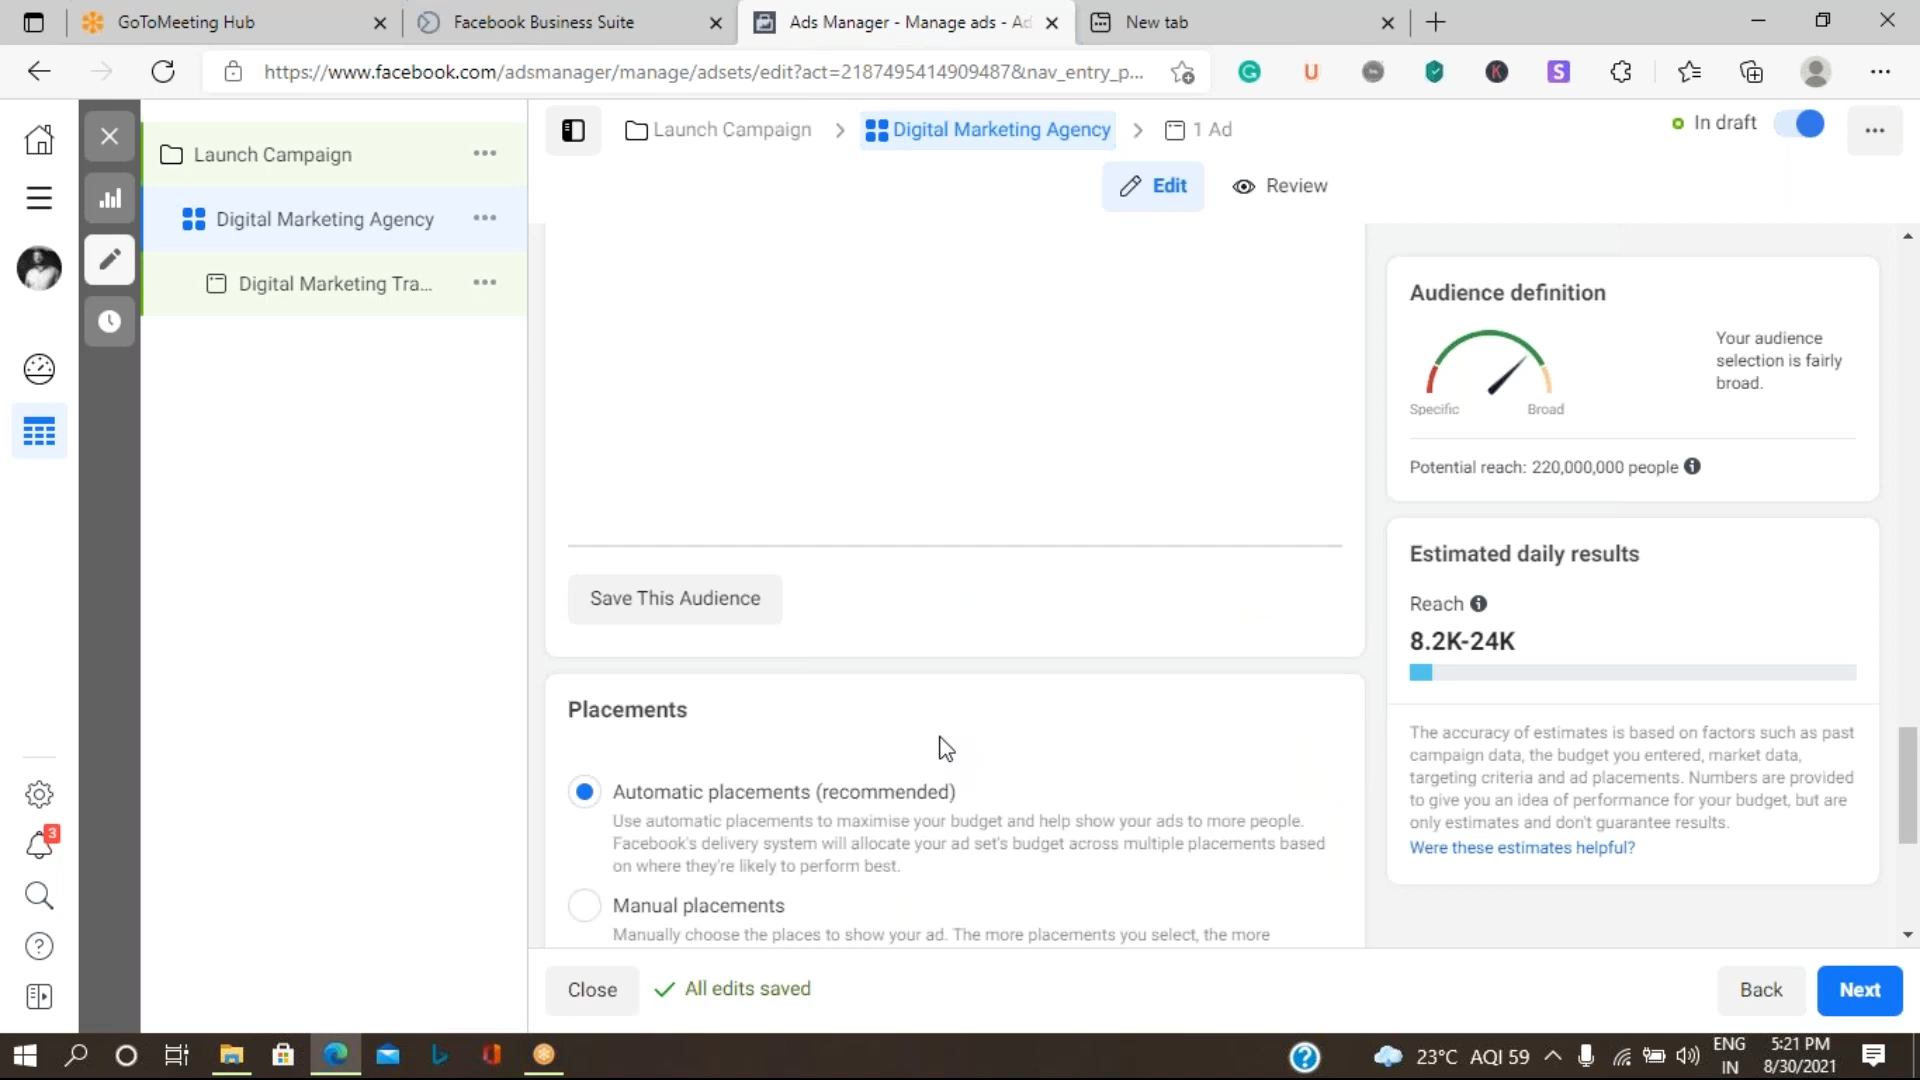 GoToMeeting Hub
Facebook Business Suite
Ads Manager - Manage ads - Ad
New tab
https://www.facebook.com/adsmanager/manage/adsets/edit?act=2187495414909487&nav_entry_p...
U
K
S
Launch Campaign
Digital Marketing Agency
Digital Marketing Tra...
Launch Campaign > Digital Marketing Agency > 1 Ad
In draft
Edit
Review
Audience definition
Your audience
selection is fairly
broad.
Specific
Broad
Potential reach: 220,000,000 people
Estimated daily results
Reach
8.2K-24K
The accuracy of estimates is based on factors such as past
campaign data, the budget you entered, market data,
targeting criteria and ad placements. Numbers are provided
to give you an idea of performance for your budget, but are
only estimates and don't guarantee results.
Were these estimates helpful?
Save This Audience
Placements
Automatic placements (recommended)
Use automatic placements to maximise your budget and help show your ads to more people.
Facebook's delivery system will allocate your ad set's budget across multiple placements based
on where they're likely to perform best.
Manual placements
Manually choose the places to show your ad. The more placements you select, the more
3
Close
All edits saved
Back
Next
23°C AQI 59
ENG
IN
5:21 PM
8/30/2021